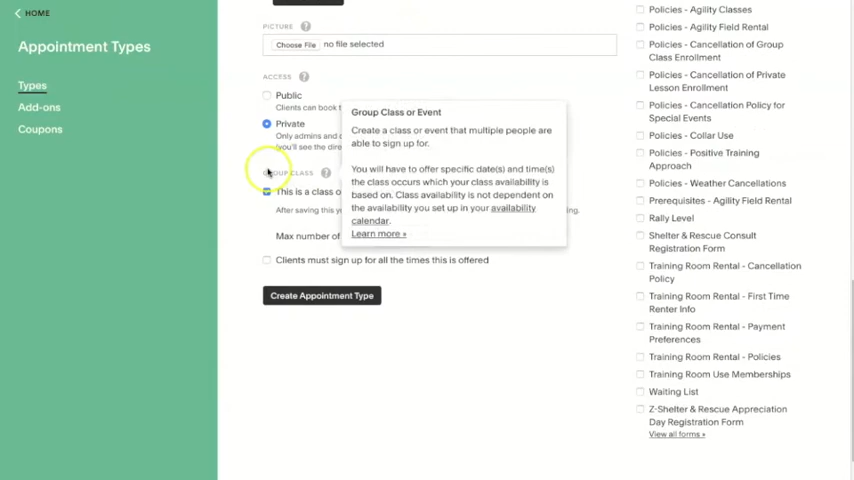 HOME
Appointment Types
Types
Add-ons
Coupons
PICTURE ?
Choose File no file selected
ACCESS ?
Public
Clients can book t
Private
Only admins and c
(you'll see the dire
GROUP CLASS ?
This is a class o
After saving this y
ng.
Max number of
Clients must sign up for all the times this is offered
Create Appointment Type
Group Class or Event
Create a class or event that multiple people are
able to sign up for.
You will have to offer specific date(s) and time(s)
the class occurs which your class availability is
based on. Class availability is not dependent on
the availability you set up in your availability
calendar.
Learn more »
Policies - Agility Classes
Policies - Agility Field Rental
Policies - Cancellation of Group
Class Enrollment
Policies - Cancellation of Private
Lesson Enrollment
Policies - Cancellation Policy for
Special Events
Policies - Collar Use
Policies - Positive Training
Approach
Policies - Weather Cancellations
Prerequisites - Agility Field Rental
Rally Level
Shelter & Rescue Consult
Registration Form
Training Room Rental - Cancellation
Policy
Training Room Rental - First Time
Renter Info
Training Room Rental - Payment
Preferences
Training Room Rental - Policies
Training Room Use Memberships
Waiting List
Z-Shelter & Rescue Appreciation
Day Registration Form
View all forms »